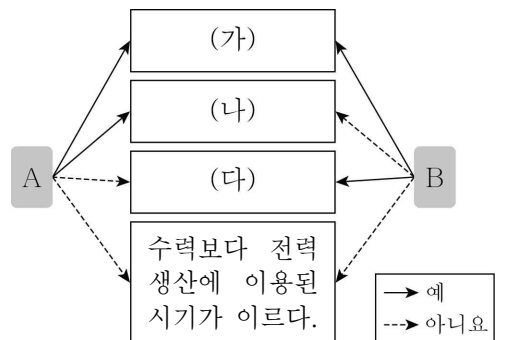 (가)
(나)
A
(다)
B
수력보다 전력
생산에 이용된
시기가 이르다.
예
아니요